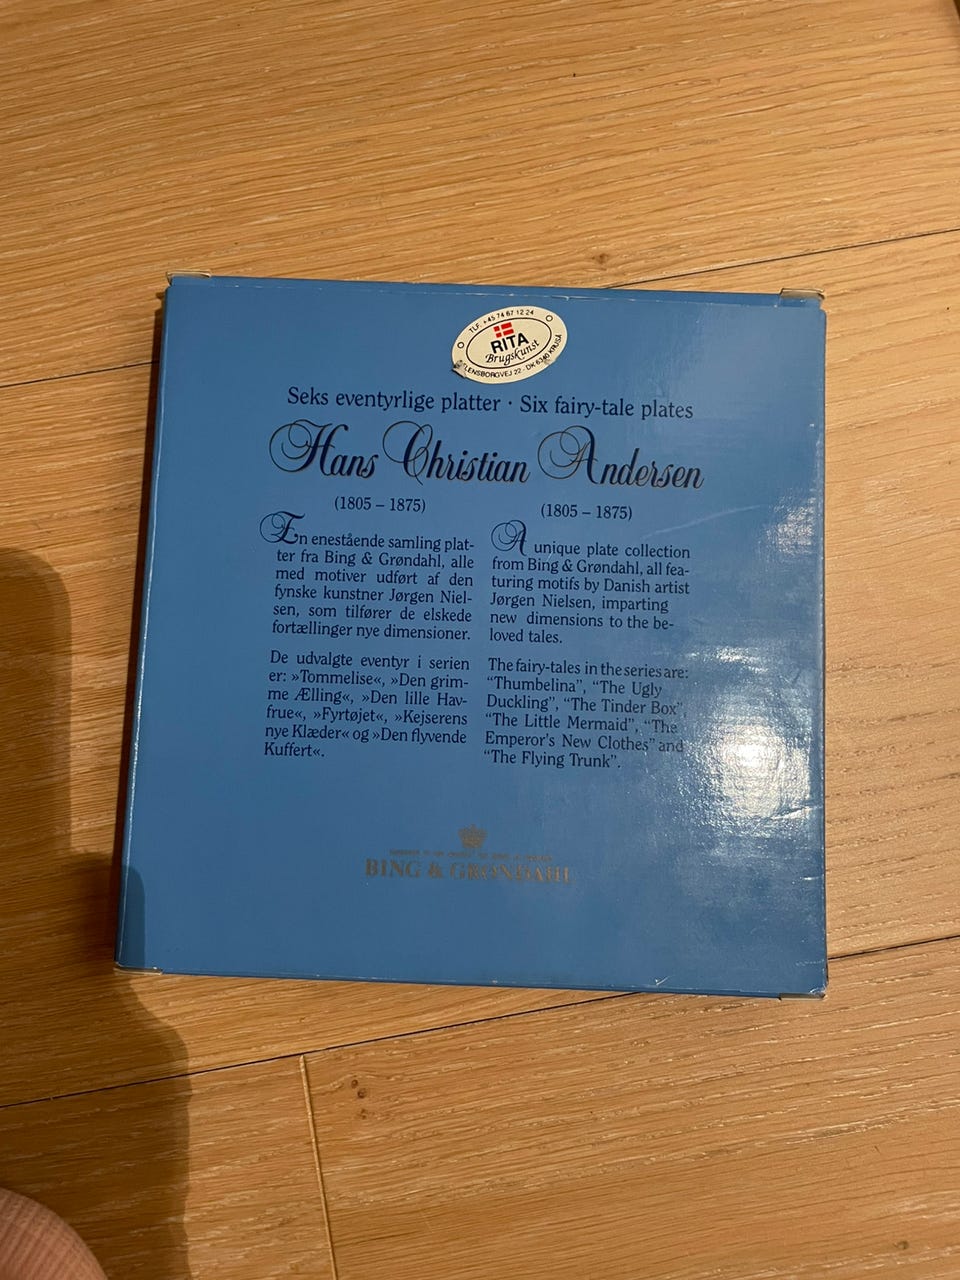 TLF. +45 74 67 12 24
RITA
Brugskunst
FLENSBORGVEJ 22 - DK 6340 KRUSÅ
Seks eventyrlige platter · Six fairy-tale plates
Hans Christian Andersen
(1805 – 1875)
En enestående samling plat-
ter fra Bing & Grøndahl, alle
med motiver udført af den
fynske kunstner Jørgen Niel-
sen, som tilfører de elskede
fortællinger nye dimensioner.
De udvalgte eventyr i serien
er: »Tommelise«, »Den grim-
me Ælling«, »Den lille Hav-
frue«, »Fyrtøjet«, »Kejserens
nye Klæder« og »Den flyvende
Kuffert«.
(1805 – 1875)
A unique plate collection
from Bing & Grøndahl, all fea-
turing motifs by Danish artist
Jørgen Nielsen, imparting
new dimensions to the be-
loved tales.
The fairy-tales in the series are:
“Thumbelina”, “The Ugly
Duckling”, “The Tinder Box”,
“The Little Mermaid”, “The
Emperor’s New Clothes” and
“The Flying Trunk”.
BING & GRØNDAHL